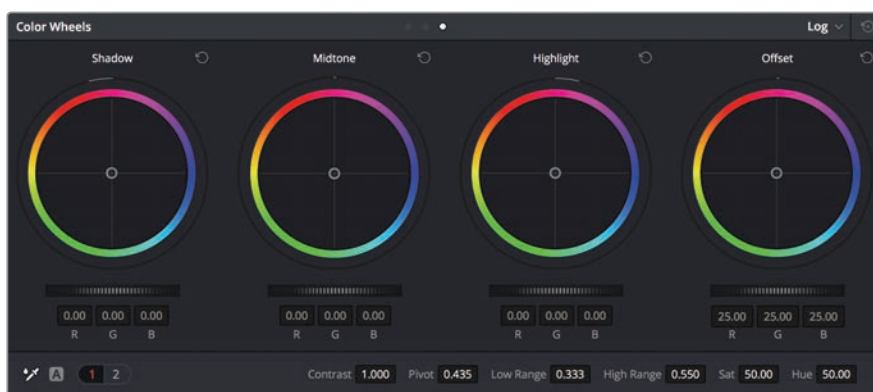 Color Wheels Log
Shadow Midtone Highlight Offset
0.00 0.00 0.00 0.00 0.00 0.00 0.00 0.00 0.00 25.00 25.00 25.00
R G B R G B R G B R G B
A 1 2 Contrast 1.000 Pivot 0.435 Low Range 0.333 High Range 0.550 Sat 50.00 Hue 50.00